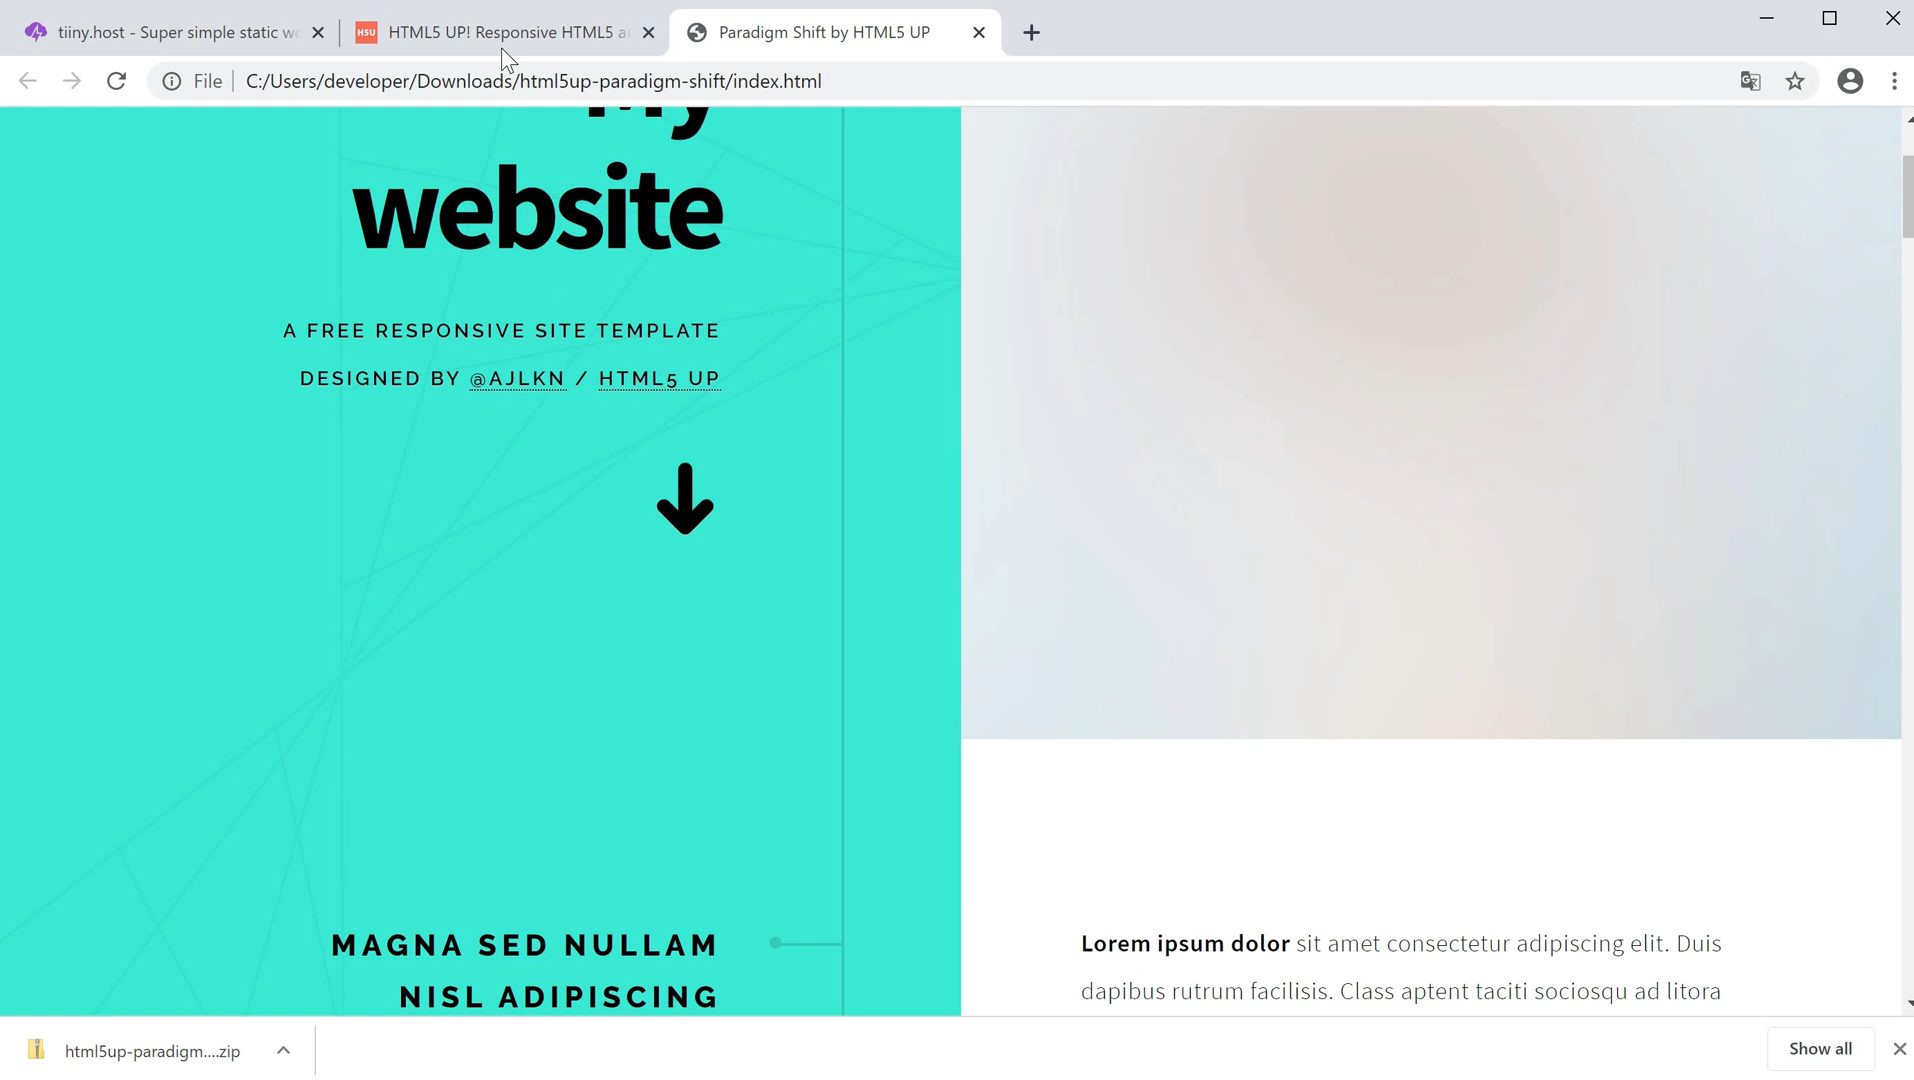 tiiny.host - Super simple static we
H5U
HTML5 UP! Responsive HTML5 a
Paradigm Shift by HTML5 UP
File
C:/Users/developer/Downloads/html5up-paradigm-shift/index.html
My
website
A FREE RESPONSIVE SITE TEMPLATE
DESIGNED BY @AJLKN / HTML5 UP
MAGNA SED NULLAM
NISL ADIPISCING
Lorem ipsum dolor sit amet consectetur adipiscing elit. Duis
dapibus rutrum facilisis. Class aptent taciti sociosqu ad litora
html5up-paradigm....zip
Show all